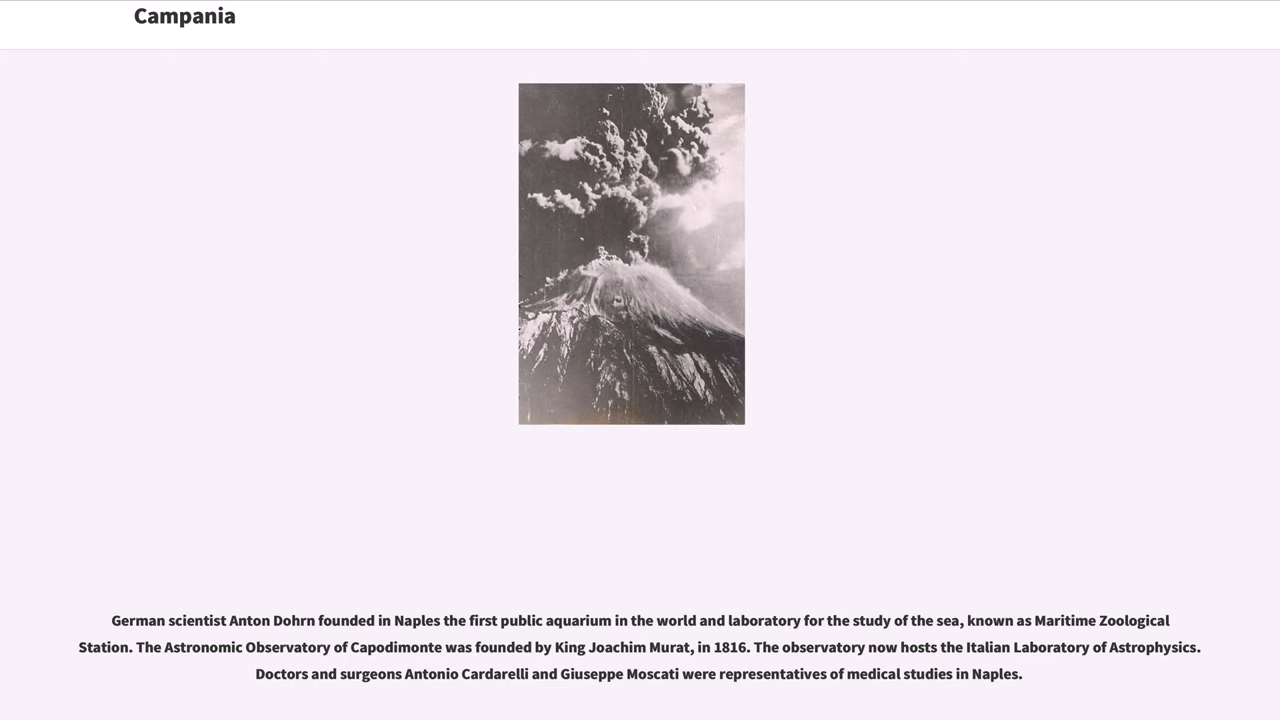 Campania
German scientist Anton Dohrn founded in Naples the first public aquarium in the world and laboratory for the study of the sea, known as Maritime Zoological
Station. The Astronomic Observatory of Capodimonte was founded by King Joachim Murat, in 1816. The observatory now hosts the Italian Laboratory of Astrophysics.
Doctors and surgeons Antonio Cardarelli and Giuseppe Moscati were representatives of medical studies in Naples.